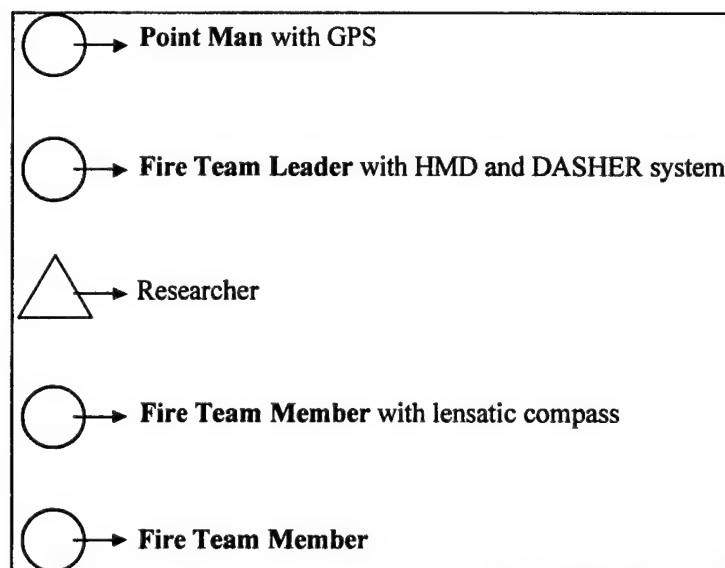 Point Man with GPS
Fire Team Leader with HMD and DASHER system
Researcher
Fire Team Member with lensatic compass
Fire Team Member